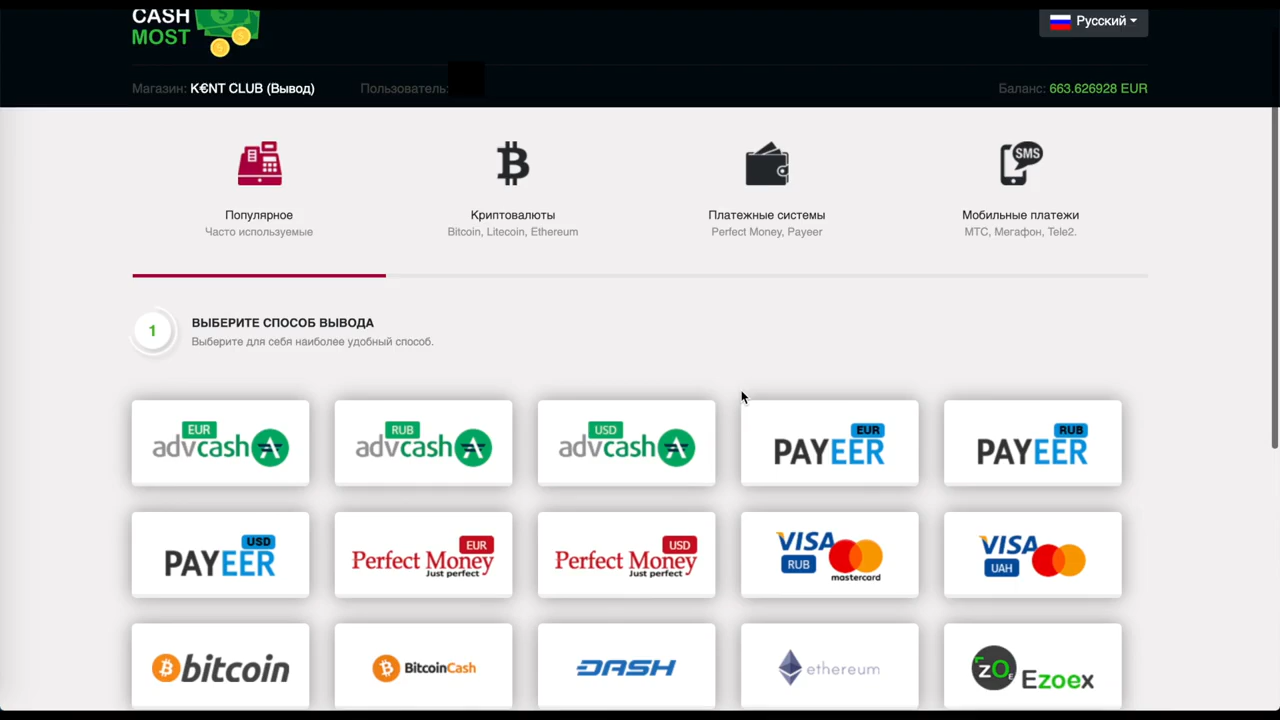 CASH
MOST
Русский
Магазин: K€NT CLUB (Вывод)
Пользователь:
Баланс: 663.626928 EUR
SMS
Популярное
Часто используемые
Криптовалюты
Bitcoin, Litecoin, Ethereum
Платежные системы
Perfect Money, Payeer
Мобильные платежи
МТС, Мегафон, Tele2.
1
ВЫБЕРИТЕ СПОСОБ ВЫВОДА
Выберите для себя наиболее удобный способ.
EUR
advcash
RUB
advcash
USD
advcash
EUR
PAYEER
RUB
PAYEER
USD
PAYEER
EUR
Perfect Money
Just perfect
USD
Perfect Money
Just perfect
VISA
RUB
mastercard
VISA
UAH
bitcoin
BitcoinCash
DASH
ethereum
zOe
Ezoex